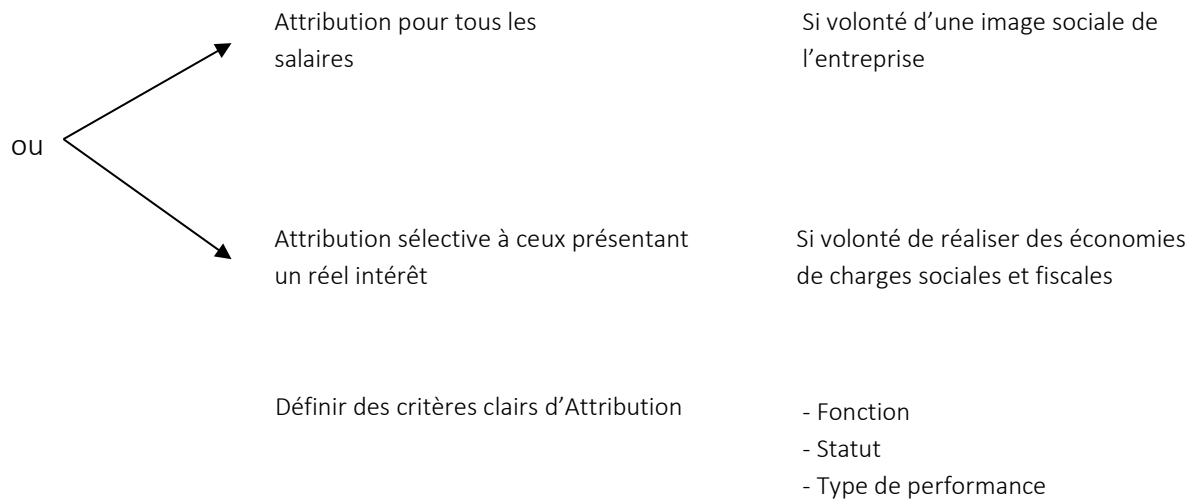 Attribution pour tous les
salaires
Si volonté d’une image sociale de
l’entreprise
ou
Attribution sélective à ceux présentant
un réel intérêt
Si volonté de réaliser des économies
de charges sociales et fiscales
Définir des critères clairs d’Attribution
- Fonction
- Statut
- Type de performance